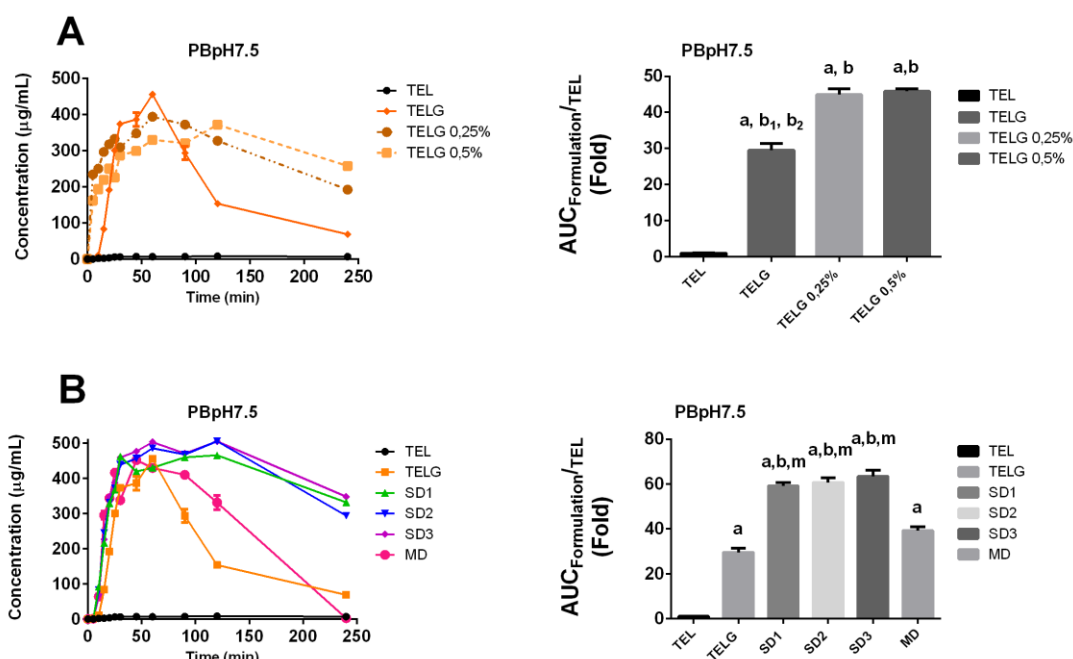 A
PBpH7.5
Concentration (µg/mL)
500
400
300
200
100
0
0 50 100 150 200 250
Time (min)
TEL
TELG
TELG 0,25%
TELG 0,5%
PBpH7.5
AUCFormulation/TEL
(Fold)
50
40
30
20
10
0
a, b₁, b₂
a, b
a,b
TEL
TELG
TELG 0,25%
TELG 0,5%
TEL
TELG
TELG 0,25%
TELG 0,5%
B
PBpH7.5
Concentration (µg/mL)
500
400
300
200
100
0
0 50 100 150 200 250
Time (min)
TEL
TELG
SD1
SD2
SD3
MD
PBpH7.5
AUCFormulation/TEL
(Fold)
80
60
40
20
0
a
a,b,m
a,b,m
a,b,m
a
TEL
TELG
SD1
SD2
SD3
MD
TEL
TELG
SD1
SD2
SD3
MD